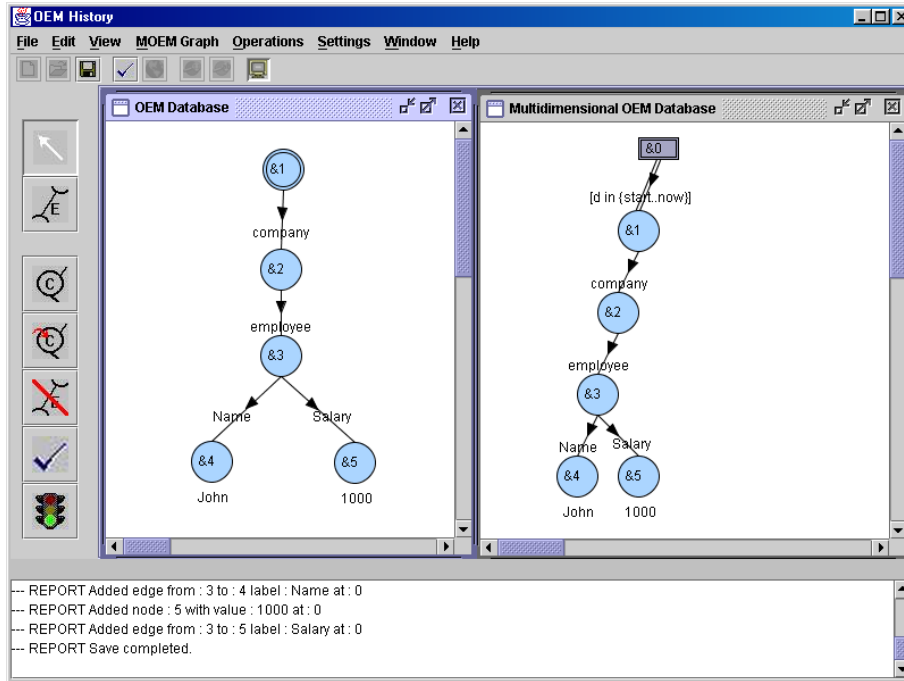 OEM History
File Edit View MOEM Graph Operations Settings Window Help
OEM Database
&1
company
&2
employee
&3
Name Salary
&4 &5
John 1000
Multidimensional OEM Database
&0
[d in {start..now}]
&1
company
&2
employee
&3
Name Salary
&4 &5
John 1000
E
C
C
E
--- REPORT Added edge from : 3 to : 4 label : Name at : 0
--- REPORT Added node : 5 with value : 1000 at : 0
--- REPORT Added edge from : 3 to : 5 label : Salary at : 0
--- REPORT Save completed.